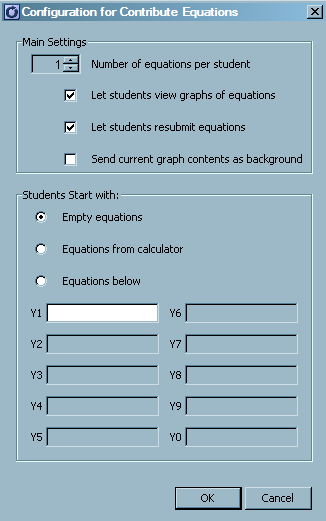 Configuration for Contribute Equations
Main Settings
1 Number of equations per student
Let students view graphs of equations
Let students resubmit equations
Send current graph contents as background
Students Start with:
Empty equations
Equations from calculator
Equations below
Y1 Y6
Y2 Y7
Y3 Y8
Y4 Y9
Y5 Y0
OK Cancel